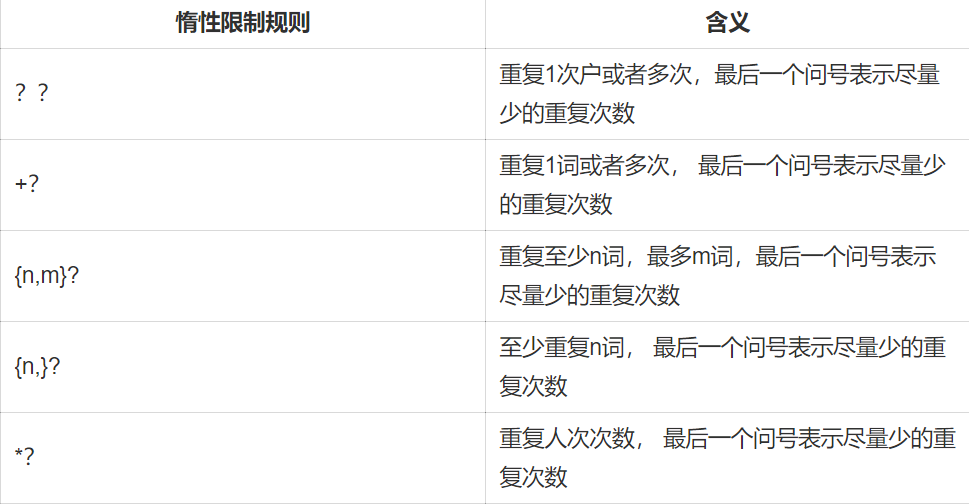 惰性限制规则
含义
？？
重复1次户或者多次，最后一个问号表示尽量
少的重复次数
+？
重复1词或者多次， 最后一个问号表示尽量少
的重复次数
{n,m}？
重复至少n词，最多m词，最后一个问号表示
尽量少的重复次数
{n,}？
至少重复n词， 最后一个问号表示尽量少的重
复次数
*？
重复人次次数， 最后一个问号表示尽量少的重
复次数